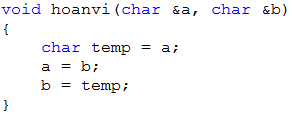 void hoanvi(char &a, char &b)
{
    char temp = a;
    a = b;
    b = temp;
}